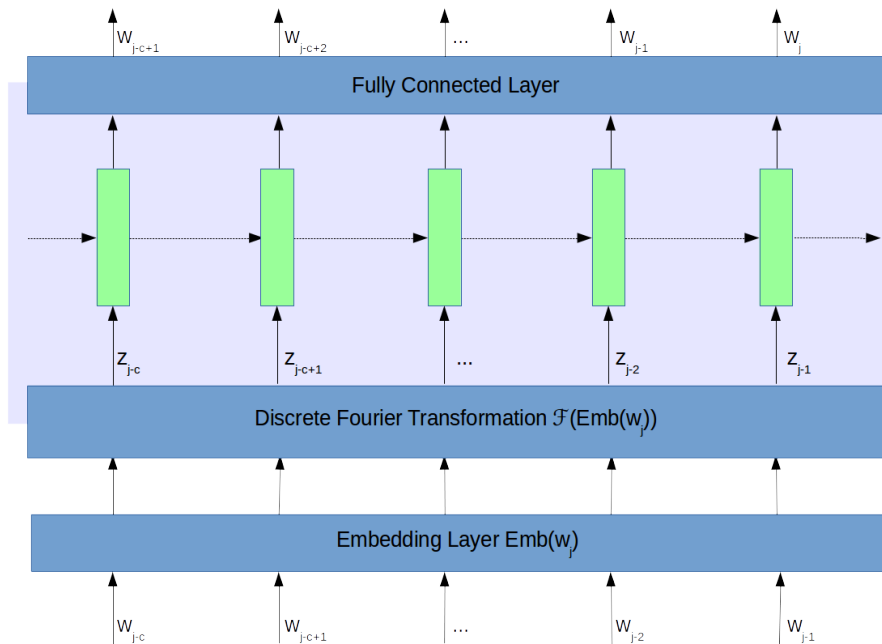 w_{j-c+1} w_{j-c+2} ... w_{j-1} w_j
Fully Connected Layer
z_{j-c} z_{j-c+1} ... z_{j-2} z_{j-1}
Discrete Fourier Transformation ℱ(Emb(w_j))
Embedding Layer Emb(w_j)
w_{j-c} w_{j-c+1} ... w_{j-2} w_{j-1}